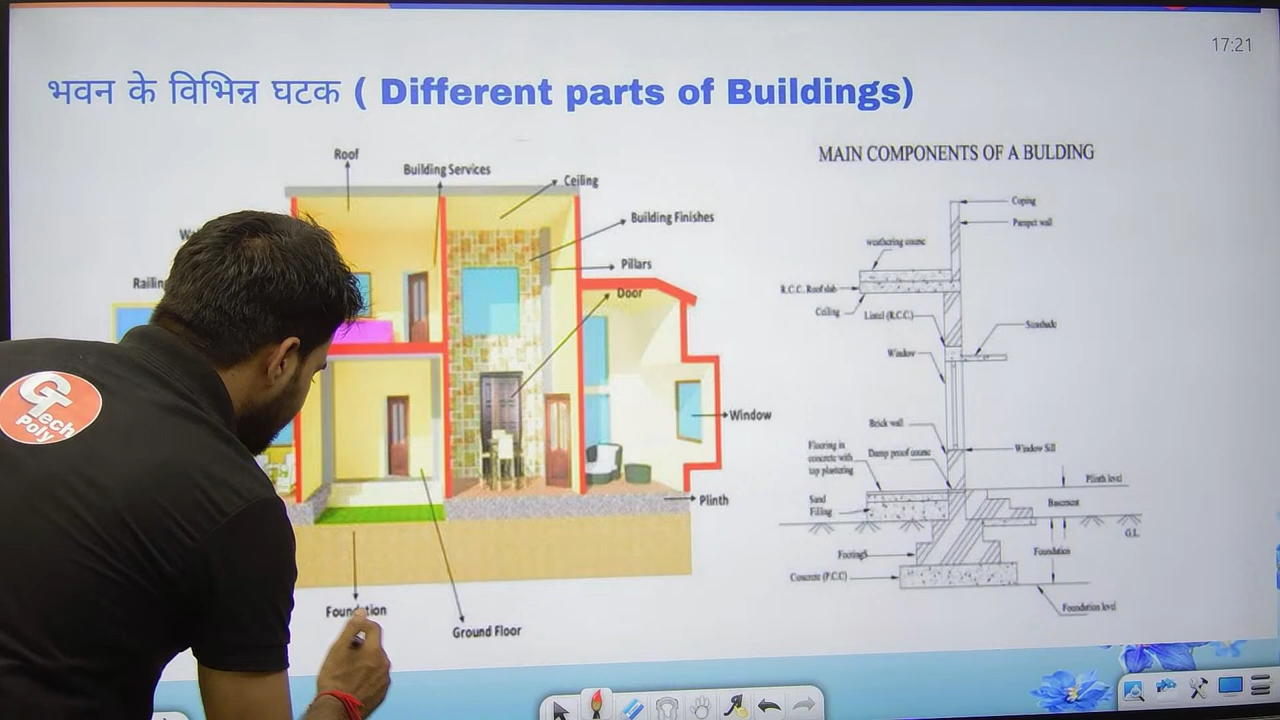 17:21
भवन के विभिन्न घटक ( Different parts of Buildings)
Roof
Building Services
Ceiling
Building Finishes
Pillars
Door
Railing
Window
Plinth
Foundation
Ground Floor
MAIN COMPONENTS OF A BULDING
Coping
Parapet wall
weathering course
R.C.C. Roof slab
Ceiling
Lintel (R.C.C.)
Sunshade
Window
Brick wall
Flooring in
concrete with
top plastering
Damp proof course
Window Sill
Plinth level
Sand
Filling
Basement
G.L.
Footings
Foundation
Concrete (P.C.C)
Foundation level
GTech
Poly